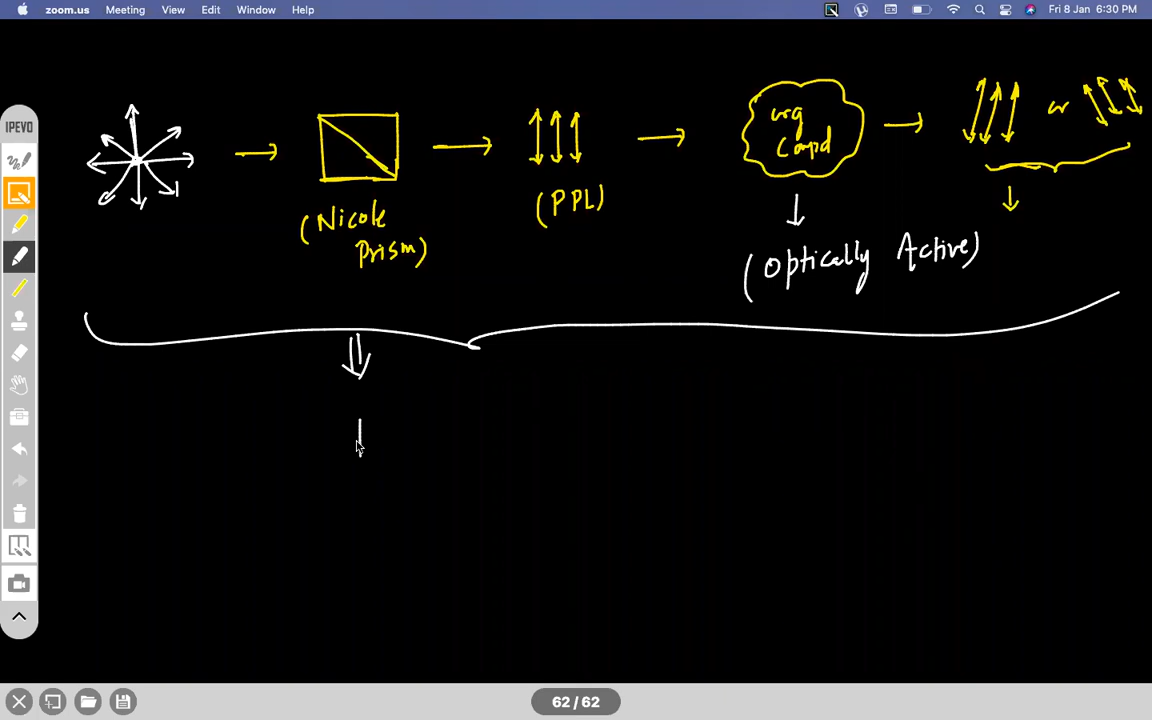 zoom.us Meeting View Edit Window Help Fri 8 Jan 6:30 PM
IPEVO
org
Compd
or
(Nicole
Prism)
(PPL)
(Optically Active)
62 / 62